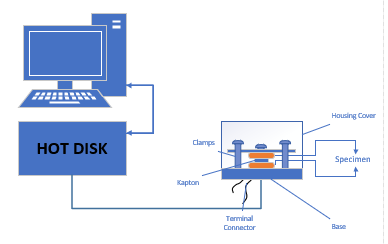 Housing Cover
Clamps
HOT DISK
Specimen
Kapton
Terminal
Connector
Base